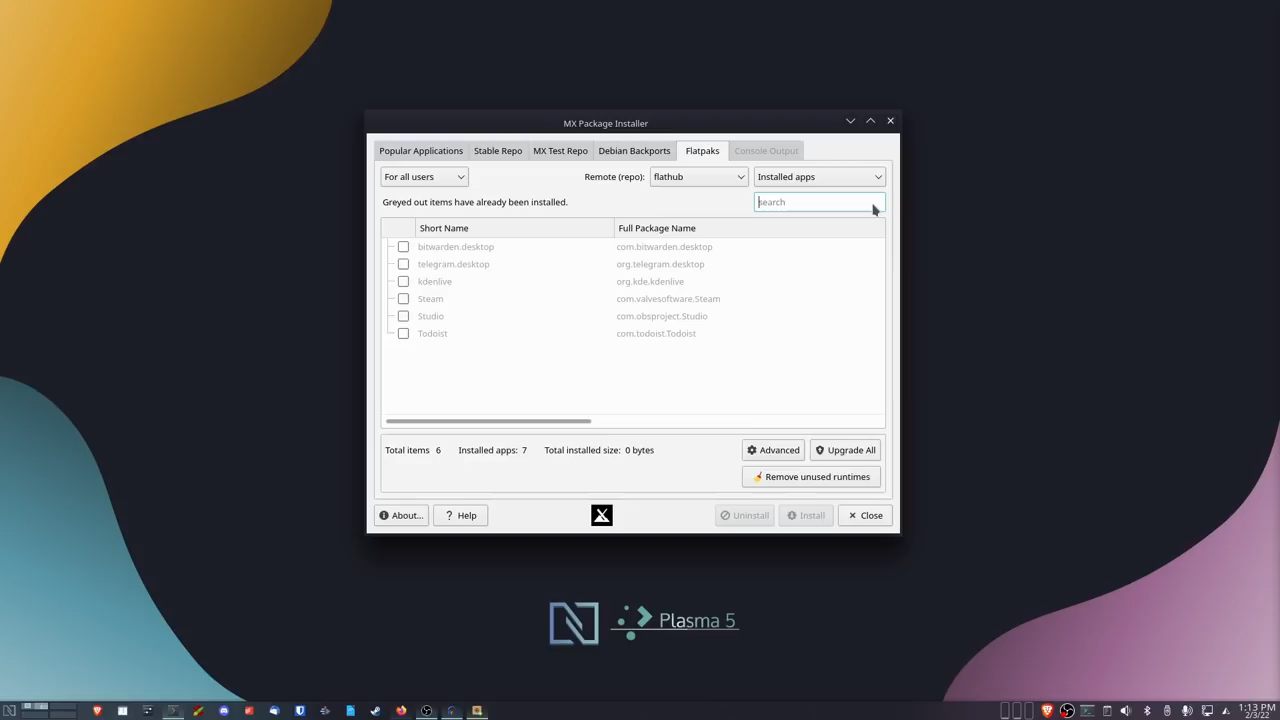 MX Package Installer
Popular Applications Stable Repo MX Test Repo Debian Backports Flatpaks Console Output
For all users Remote (repo): flathub Installed apps
Greyed out items have already been installed. search
Short Name Full Package Name
bitwarden.desktop com.bitwarden.desktop
telegram.desktop org.telegram.desktop
kdenlive org.kde.kdenlive
Steam com.valvesoftware.Steam
Studio com.obsproject.Studio
Todoist com.todoist.Todoist
Total items 6 Installed apps: 7 Total installed size: 0 bytes Advanced Upgrade All
Remove unused runtimes
About... ? Help Uninstall Install Close
Plasma 5
1:13 PM
2/3/22